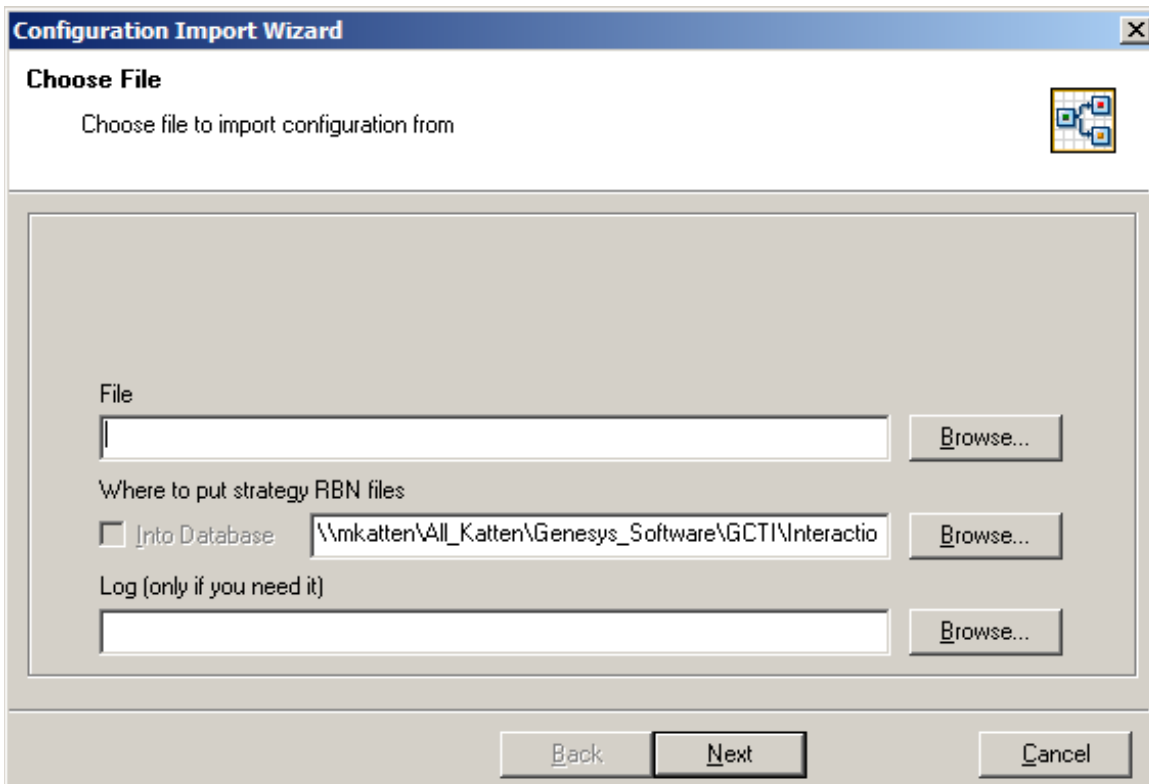 Configuration Import Wizard
Choose File
Choose file to import configuration from
File
Browse...
Where to put strategy RBN files
Into Database
\\mkatten\All_Katten\Genesys_Software\GCTI\Interactio
Browse...
Log (only if you need it)
Browse...
Back
Next
Cancel